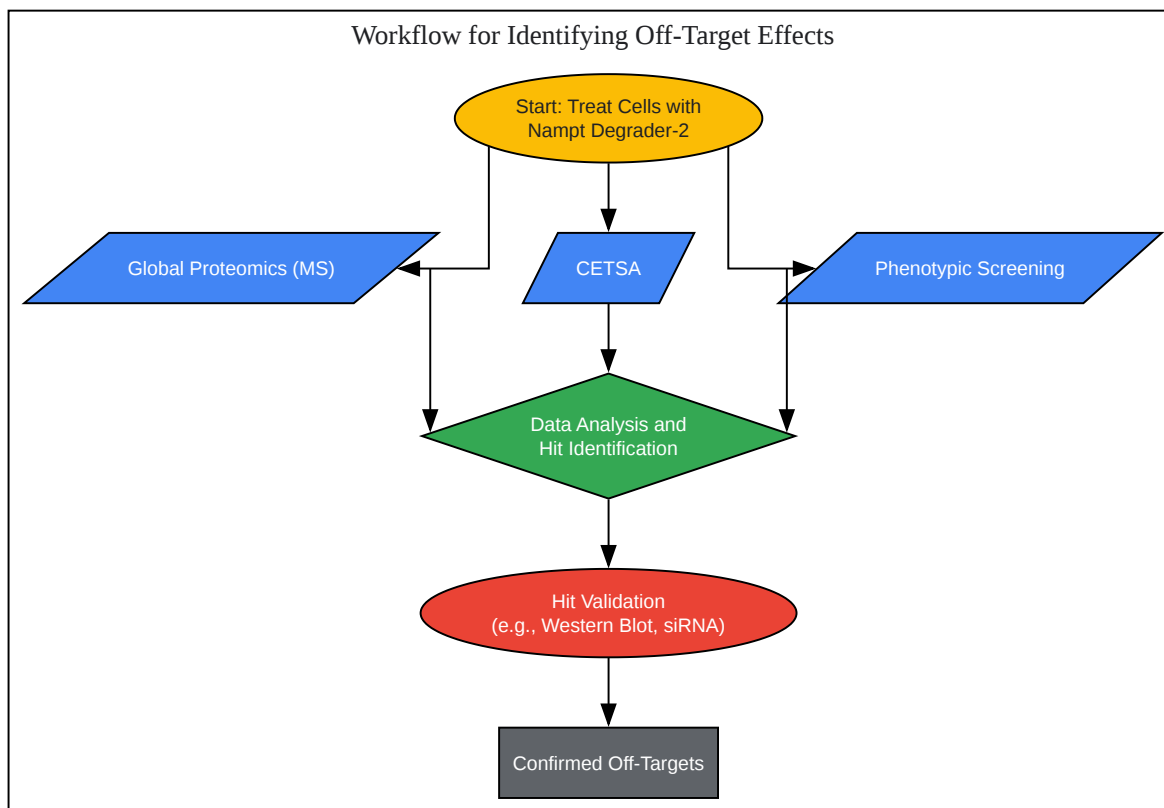 Workflow for Identifying Off-Target Effects
Start: Treat Cells with
Nampt Degrader-2
Global Proteomics (MS)
CETSA
Phenotypic Screening
Data Analysis and
Hit Identification
Hit Validation
(e.g., Western Blot, siRNA)
Confirmed Off-Targets